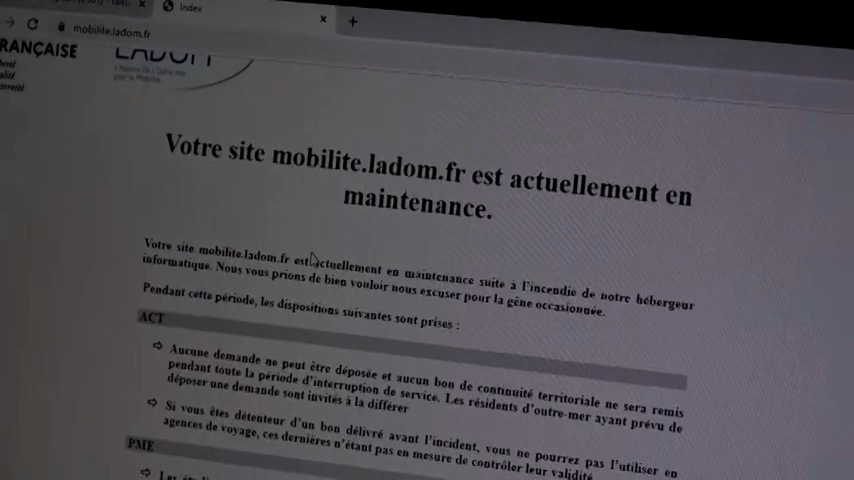 Index
mobilite.ladom.fr
FRANÇAISE
LADOM
Votre site mobilite.ladom.fr est actuellement en
maintenance.
Votre site mobilite.ladom.fr est actuellement en maintenance suite à l'incendie de notre hébergeur
informatique. Nous vous prions de bien vouloir nous excuser pour la gêne occasionnée.
Pendant cette période, les dispositions suivantes sont prises :
ACT
⇨ Aucune demande ne peut être déposée et aucun bon de continuité territoriale ne sera remis
pendant toute la période d'interruption de service. Les résidents d'outre-mer ayant prévu de
déposer une demande sont invités à la différer
⇨ Si vous êtes détenteur d'un bon délivré avant l'incident, vous ne pourrez pas l'utiliser en
agences de voyage, ces dernières n'étant pas en mesure de contrôler leur validité
PME